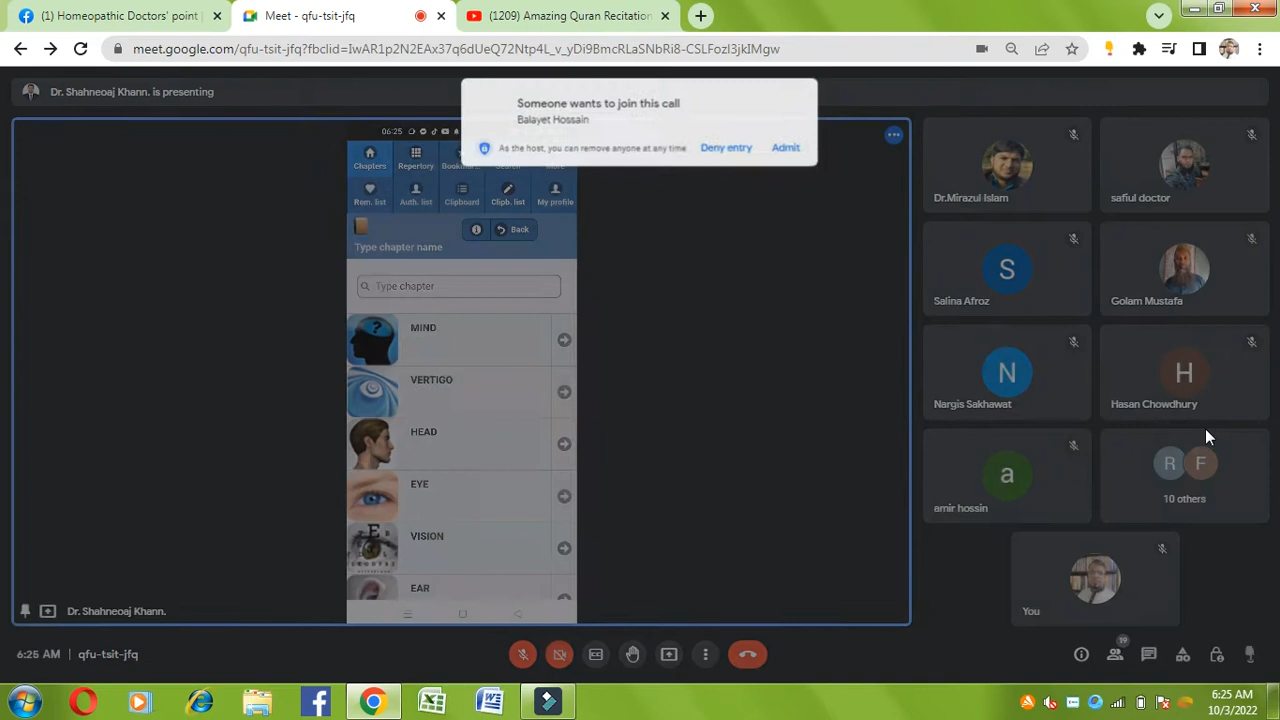 (1) Homeopathic Doctors' point |
Meet - qfu-tsit-jfq
(1209) Amazing Quran Recitation
meet.google.com/qfu-tsit-jfq?fbclid=IwAR1p2N2EAx37q6dUeQ72Nfp4L_v_yDi9BmcRLaSNbRi8-CSLFozI3jkIMgw
Dr. Shahneoaj Khann. is presenting
Someone wants to join this call
Balayet Hossain
As the host, you can remove anyone at any time
Deny entry
Admit
06:25
Chapters
Repertory
Rem. list
Auth. list
Clipboard
Clipb. list
My profile
Back
Type chapter name
Type chapter
MIND
VERTIGO
HEAD
EYE
VISION
EAR
Dr. Shahneoaj Khann.
Dr.Mirazul Islam
safiul doctor
S
Salina Afroz
Golam Mustafa
N
Nargis Sakhawat
H
Hasan Chowdhury
a
amir hossin
R F
10 others
You
6:25 AM | qfu-tsit-jfq
19
6:25 AM
10/3/2022